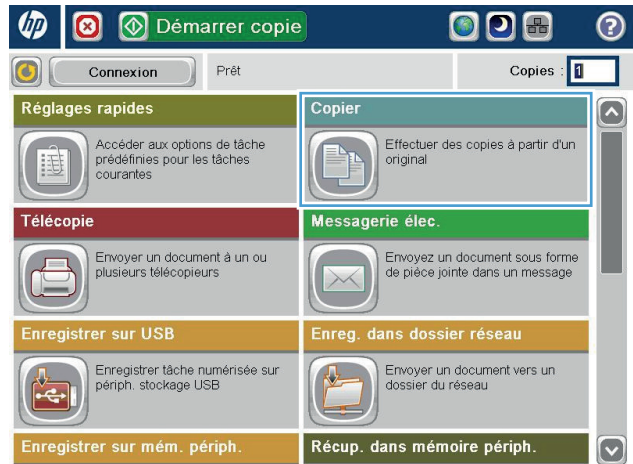 hp
Démarrer copie
?
Connexion
Prêt
Copies : 1
Réglages rapides
Copier
Accéder aux options de tâche
prédéfinies pour les tâches
courantes
Effectuer des copies à partir d'un
original
Télécopie
Messagerie élec.
Envoyer un document à un ou
plusieurs télécopieurs
Envoyez un document sous forme
de pièce jointe dans un message
Enregistrer sur USB
Enreg. dans dossier réseau
Enregistrer tâche numérisée sur
périph. stockage USB
Envoyer un document vers un
dossier du réseau
Enregistrer sur mém. périph.
Récup. dans mémoire périph.